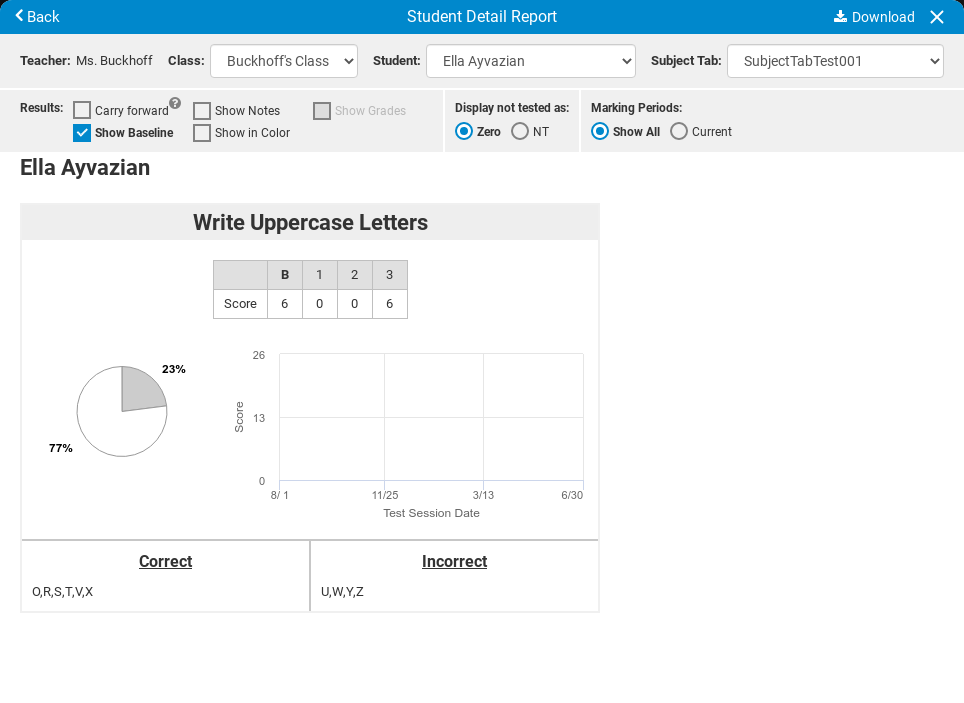 Back
Student Detail Report
Download
Teacher: Ms. Buckhoff
Class: Buckhoff's Class
Student: Ella Ayvazian
Subject Tab: SubjectTabTest001
Results:
Carry forward ?
Show Notes
Show Grades
Show Baseline
Show in Color
Display not tested as:
Zero
NT
Marking Periods:
Show All
Current
Ella Ayvazian
Write Uppercase Letters
B 1 2 3
Score 6 0 0 6
23%
77%
26
13
0
Score
8/ 1 11/25 3/13 6/30
Test Session Date
Correct
O,R,S,T,V,X
Incorrect
U,W,Y,Z